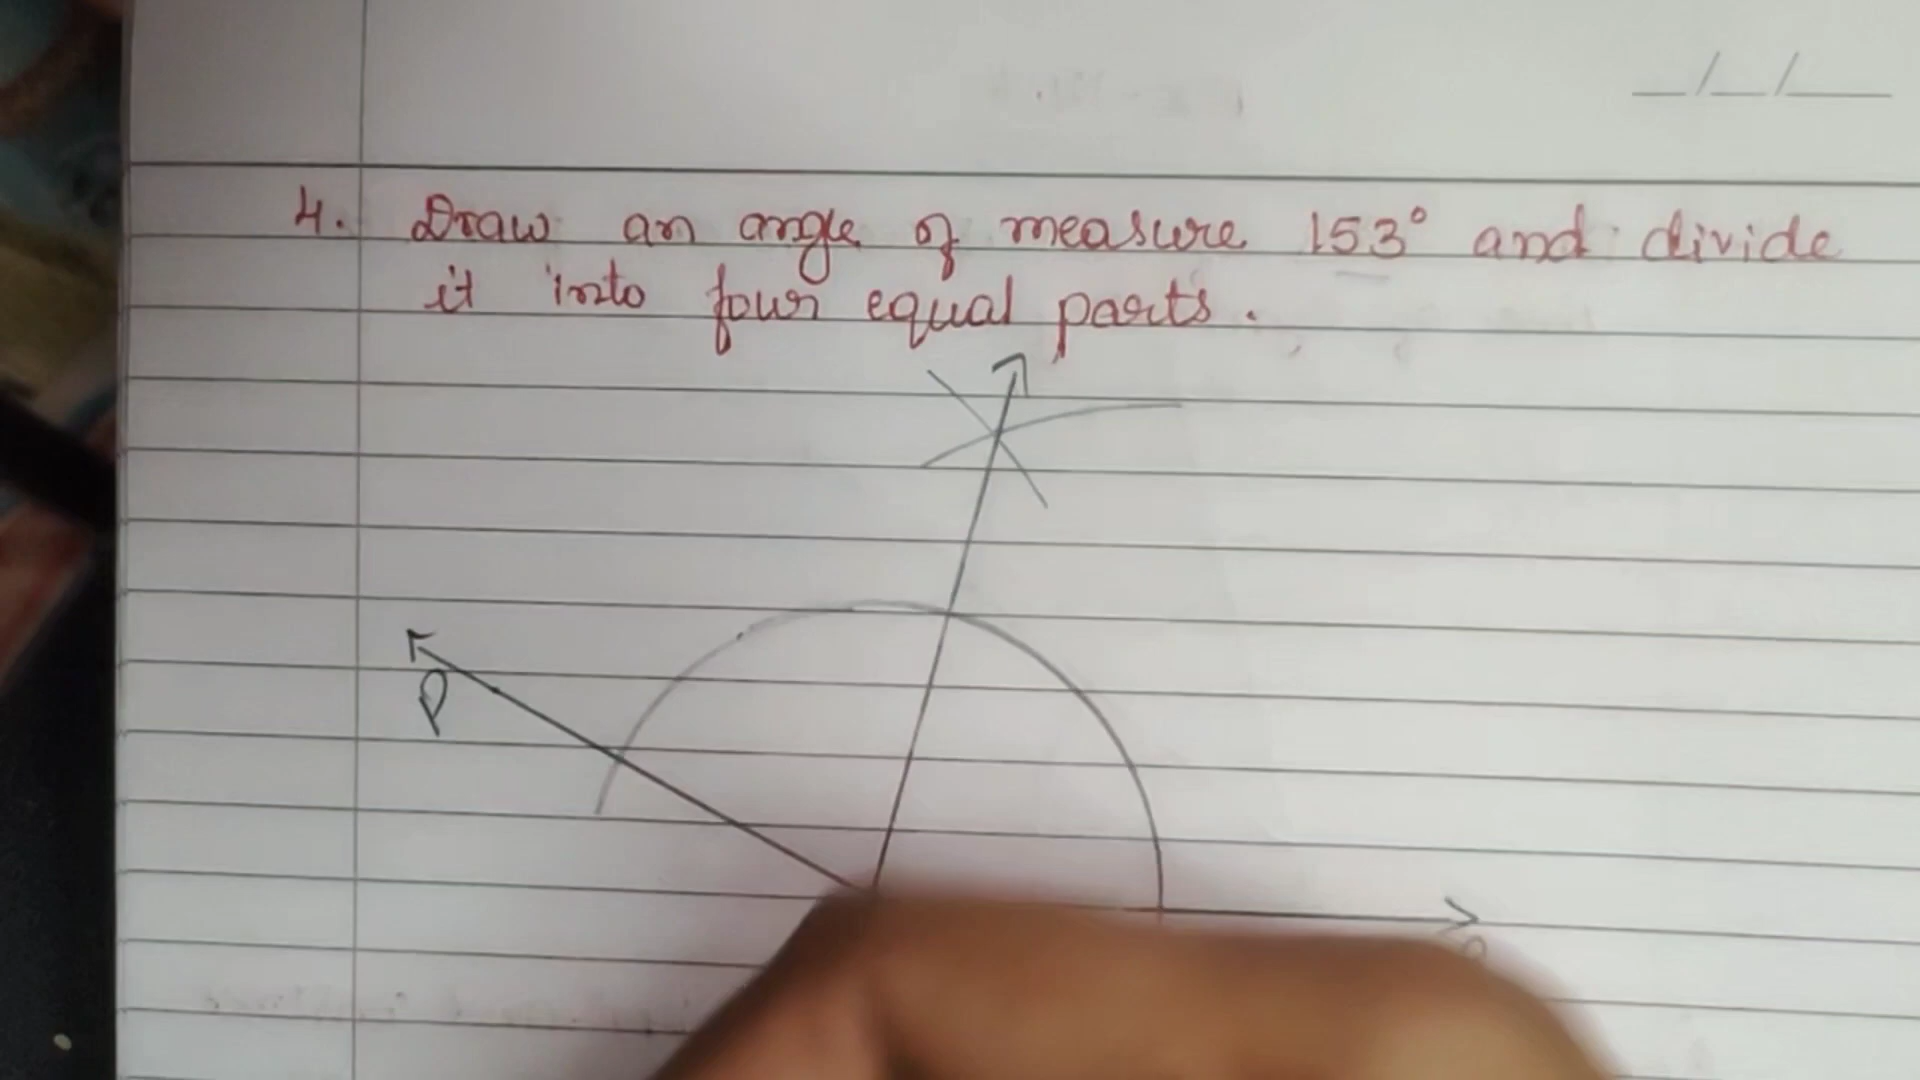 _/_/_
4. Draw an angle of measure 153° and divide
it into four equal parts.
P